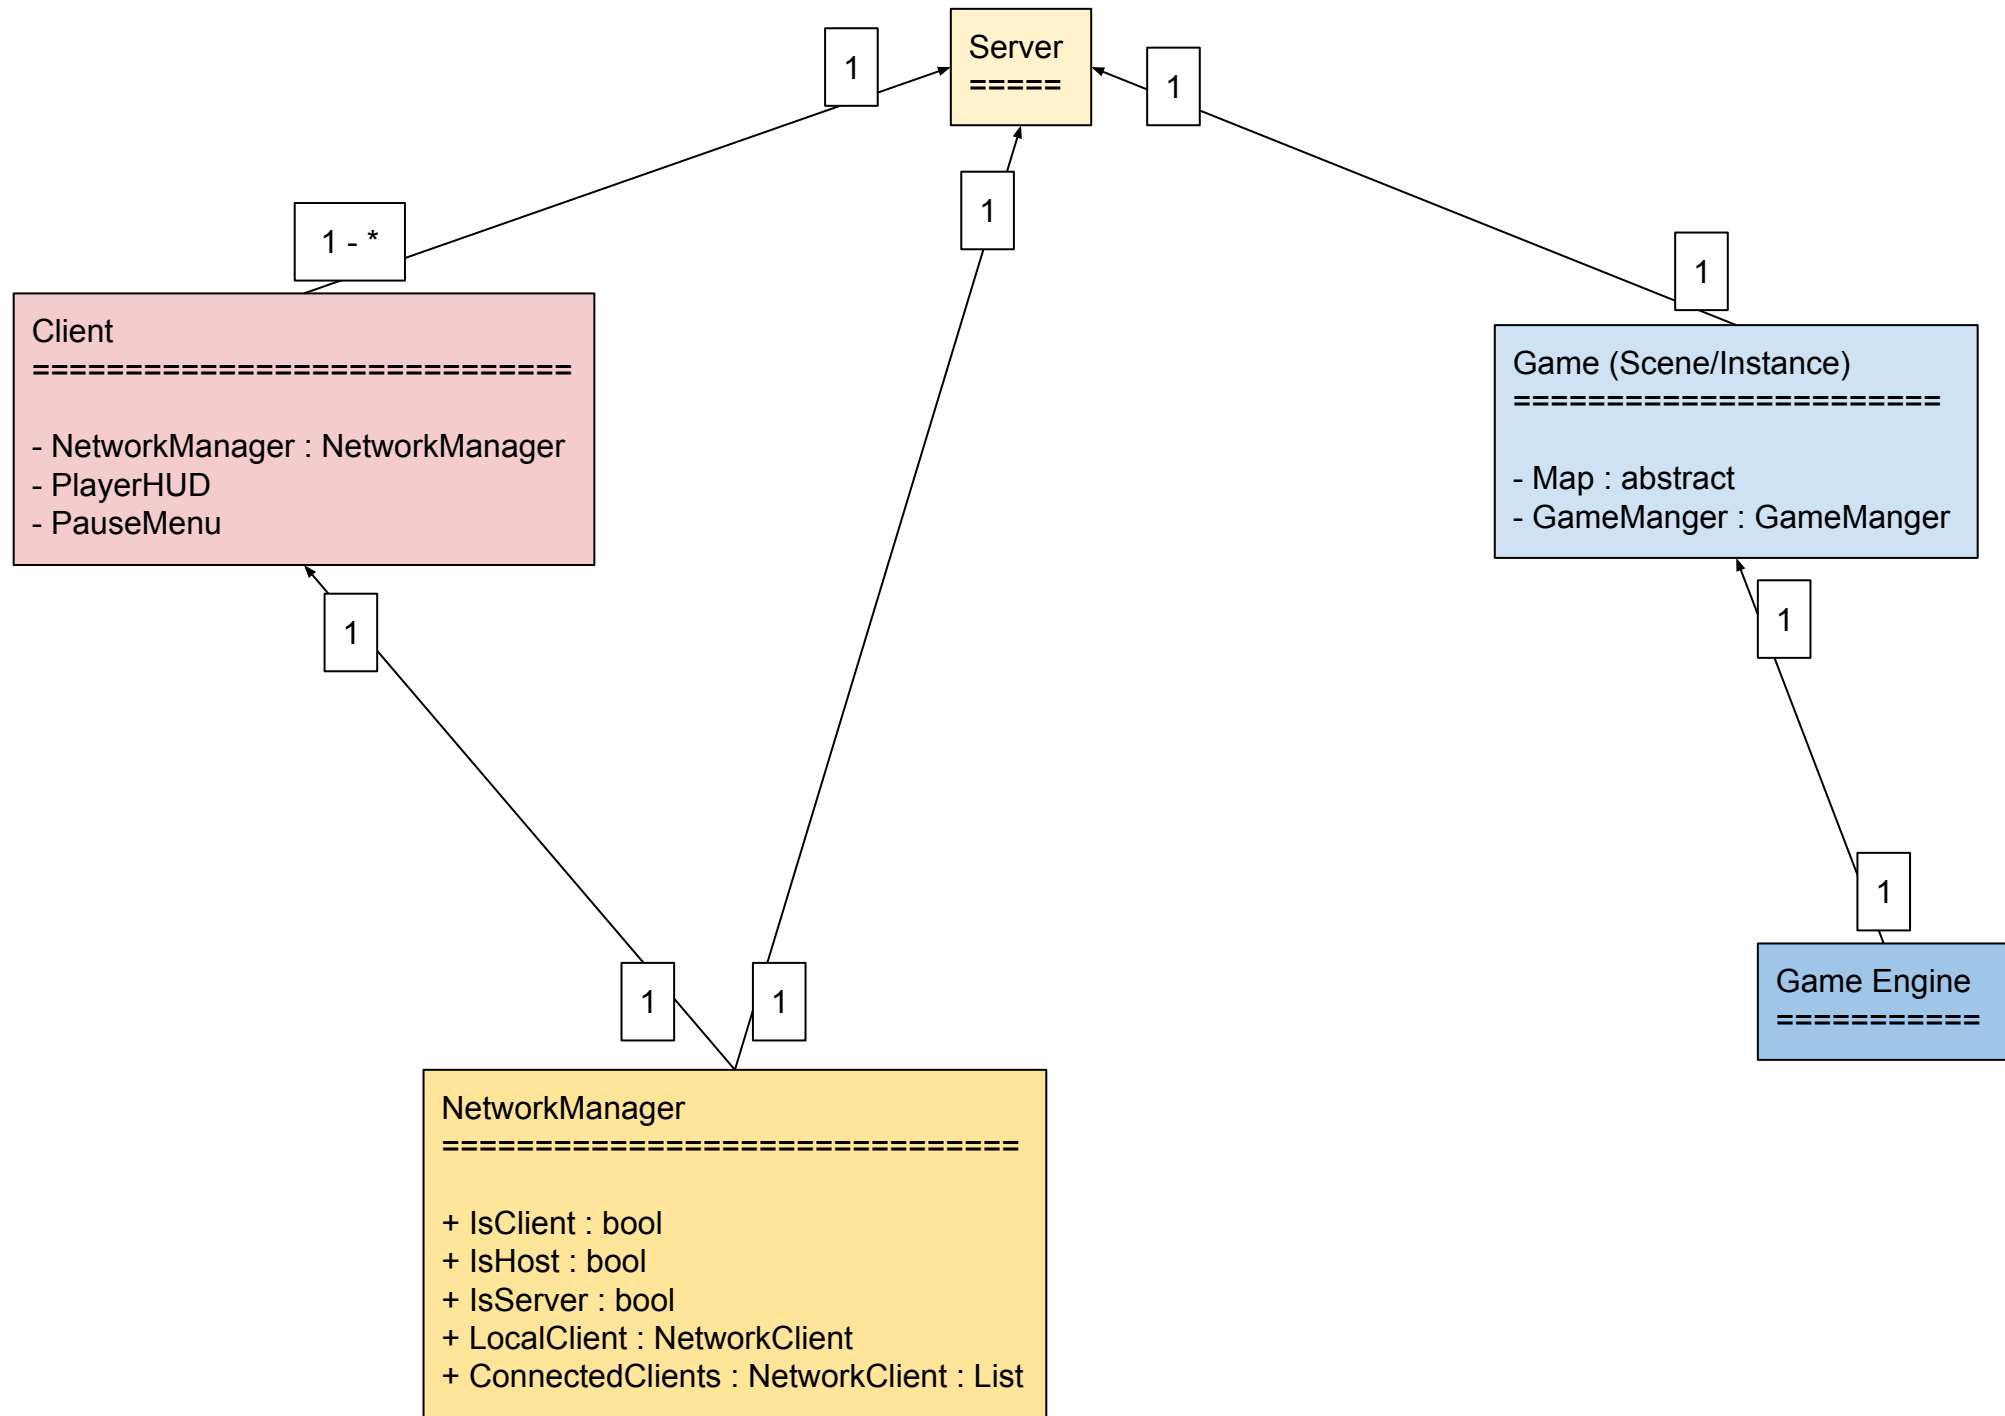 Server
=====
1
1
1
1 - *
1
Client
=============================
- NetworkManager : NetworkManager
- PlayerHUD
- PauseMenu
Game (Scene/Instance)
=======================
- Map : abstract
- GameManger : GameManger
1
1
1
1
1
Game Engine
===========
NetworkManager
===============================
+ IsClient : bool
+ IsHost : bool
+ IsServer : bool
+ LocalClient : NetworkClient
+ ConnectedClients : NetworkClient : List